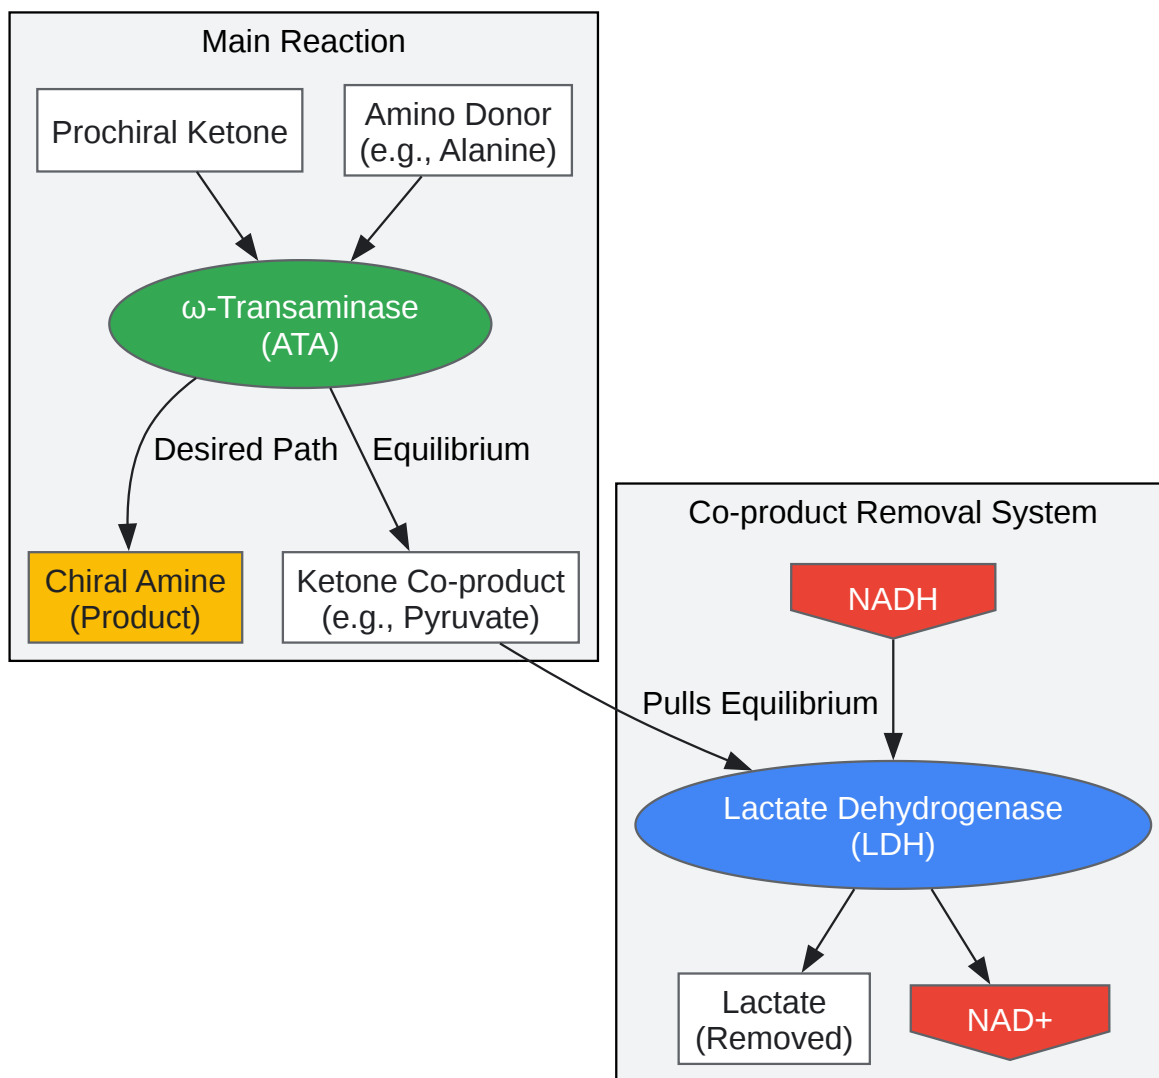 Main Reaction
Prochiral Ketone
Amino Donor
(e.g., Alanine)
ω-Transaminase
(ATA)
Desired Path
Equilibrium
Chiral Amine
(Product)
Ketone Co-product
(e.g., Pyruvate)
Co-product Removal System
NADH
Pulls Equilibrium
Lactate Dehydrogenase
(LDH)
Lactate
(Removed)
NAD+